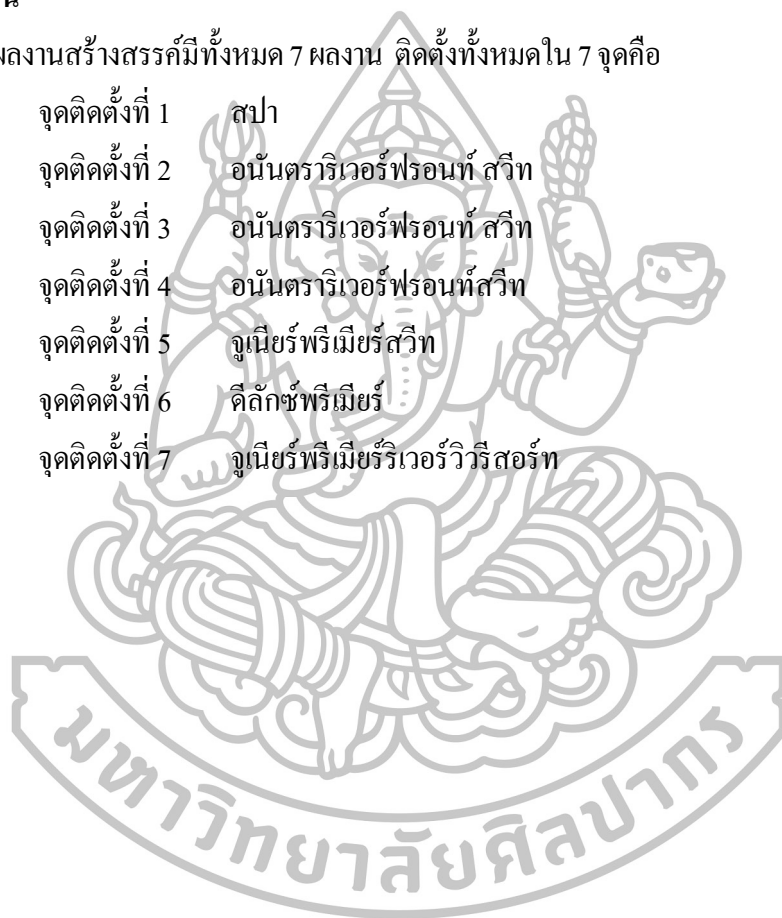 ผลงานสร้างสรรค์มีทั้งหมด 7 ผลงาน ติดตั้งทั้งหมดใน 7 จุดคือ
จุดติดตั้งที่ 1 สปา
จุดติดตั้งที่ 2 อนันตราริเวอร์ฟรอนท์ สวีท
จุดติดตั้งที่ 3 อนันตราริเวอร์ฟรอนท์ สวีท
จุดติดตั้งที่ 4 อนันตราริเวอร์ฟรอนท์สวีท
จุดติดตั้งที่ 5 จูเนียร์พรีเมียร์สวีท
จุดติดตั้งที่ 6 ดีลักซ์พรีเมียร์
จุดติดตั้งที่ 7 จูเนียร์พรีเมียร์ริเวอร์วิวรีสอร์ท
มหาวิทยาลัยศิลปากร